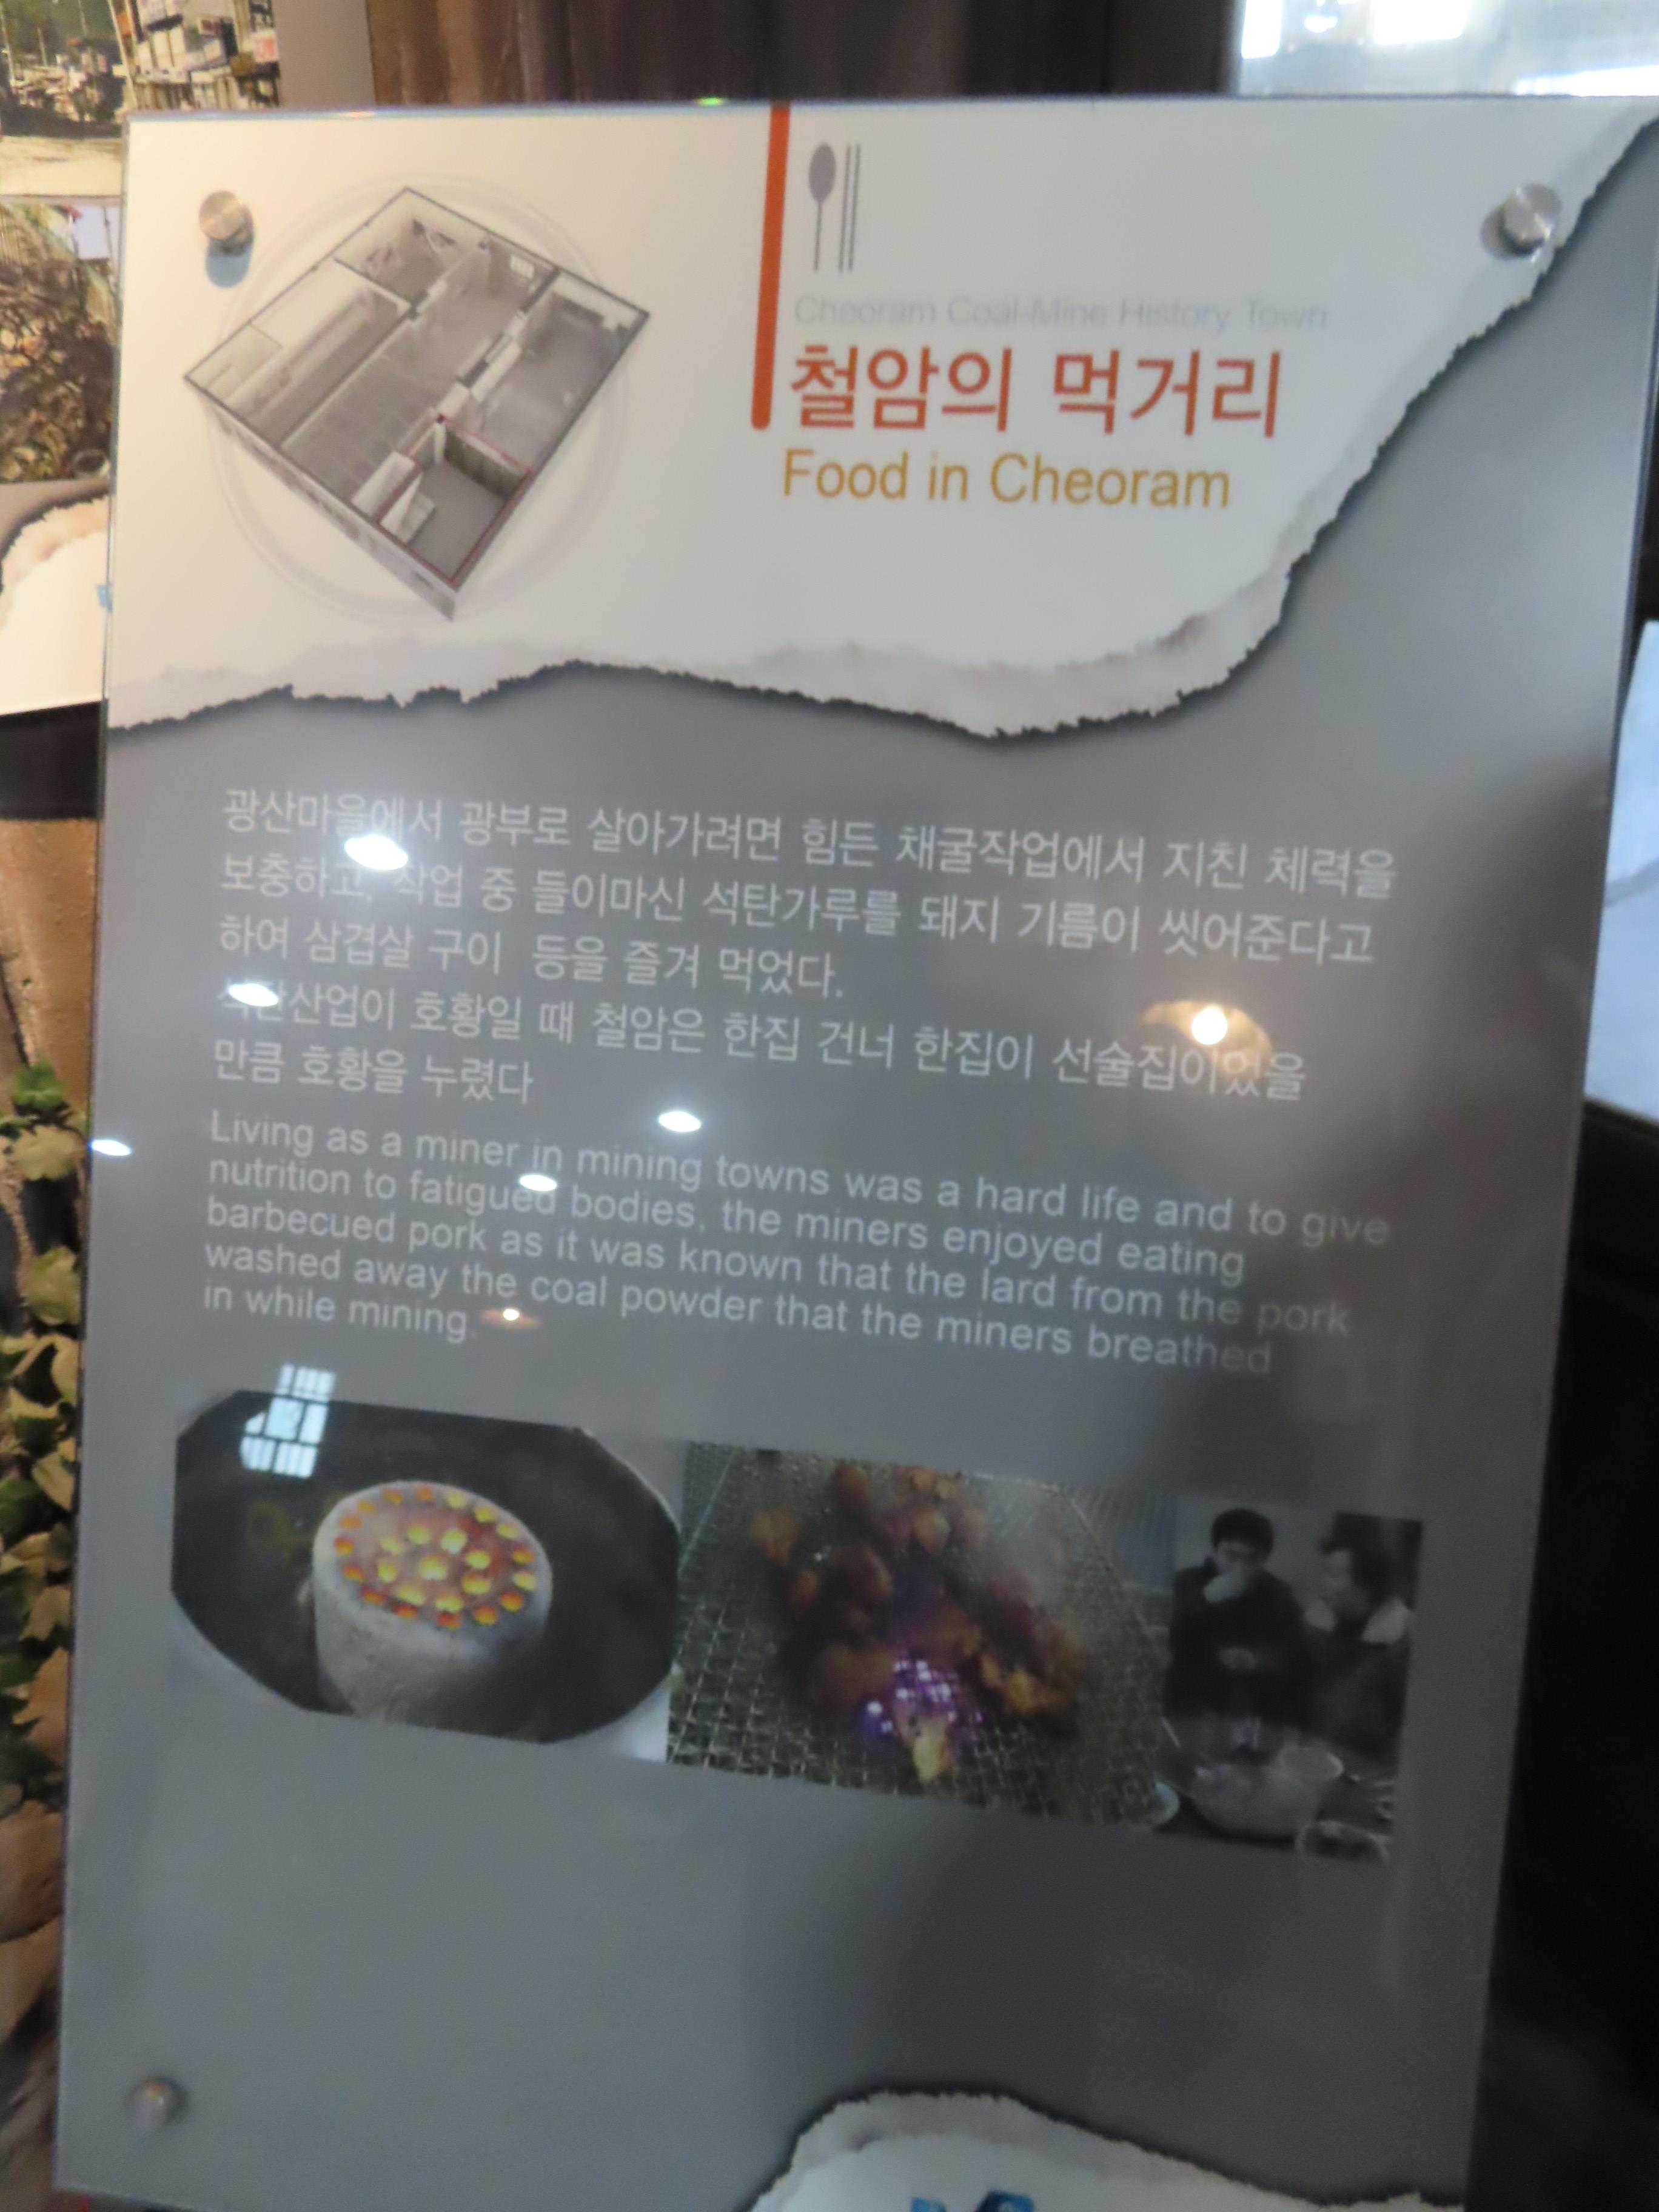 Cheoram Coal-Mine History Town
철암의 먹거리
Food in Cheoram
광산마을에서 광부로 살아가려면 힘든 채굴작업에서 지친 체력을
보충하고, 작업 중 들이마신 석탄가루를 돼지 기름이 씻어준다고
하여 삼겹살 구이 등을 즐겨 먹었다.
석탄산업이 호황일 때 철암은 한집 건너 한집이 선술집이었을
만큼 호황을 누렸다
Living as a miner in mining towns was a hard life and to give
nutrition to fatigued bodies, the miners enjoyed eating
barbecued pork as it was known that the lard from the pork
washed away the coal powder that the miners breathed
in while mining.